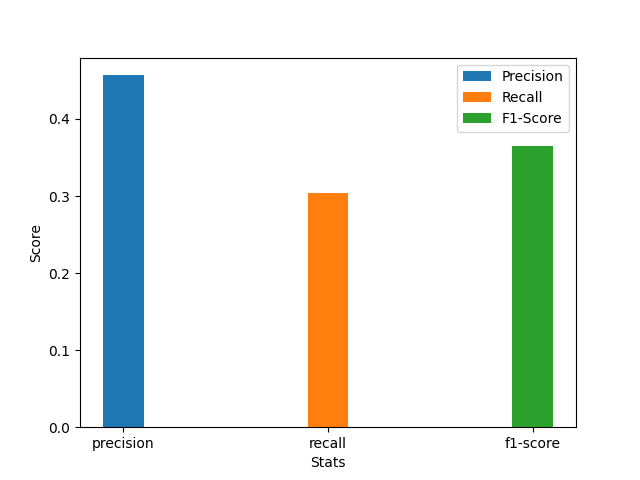 Precision
Recall
F1-Score
0.4
0.3
0.2
0.1
0.0
Score
precision
recall
f1-score
Stats